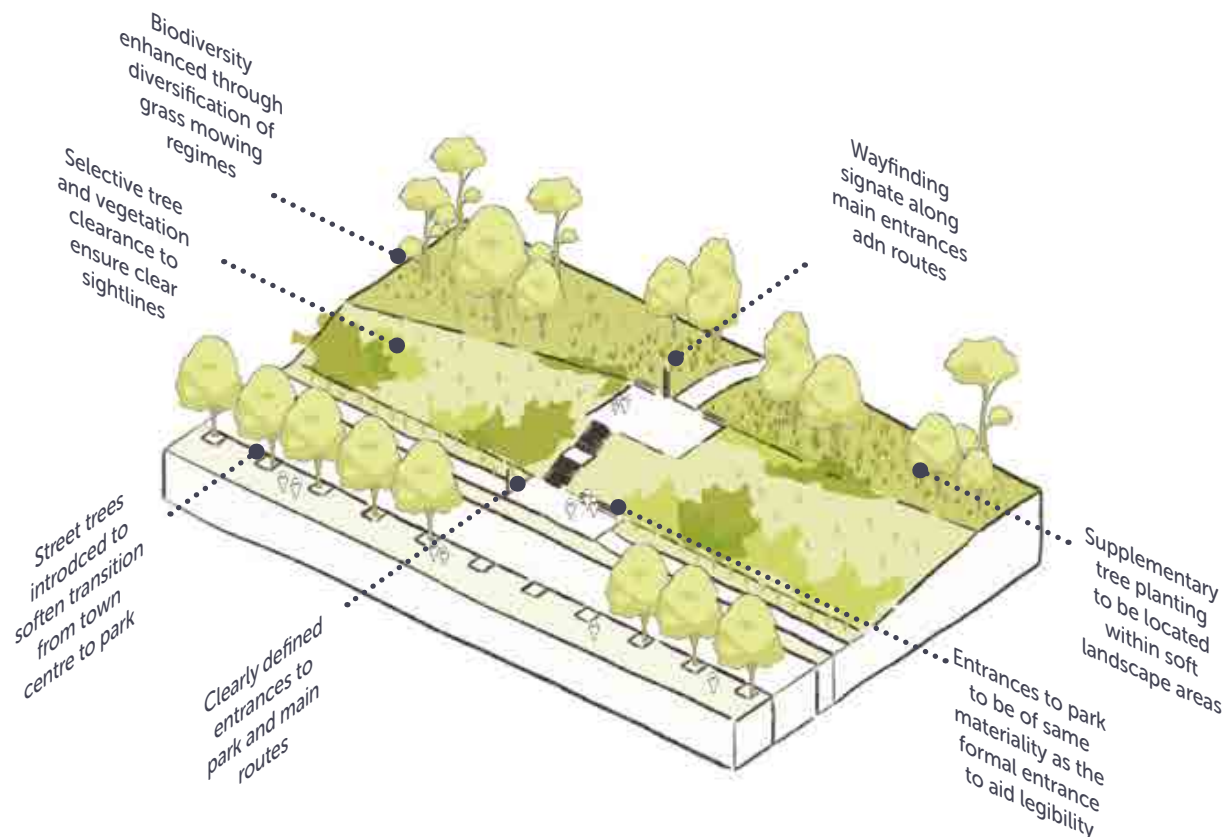 Biodiversity
enhanced through
diversification of
grass mowing
regimes
Selective tree
and vegetation
clearance to
ensure clear
sightlines
Wayfinding
signate along
main entrances
adn routes
Street trees
introdced to
soften transition
from town
centre to park
Clearly defined
entrances to
park and main
routes
Supplementary
tree planting
to be located
within soft
landscape areas
Entrances to park
to be of same
materiality as the
formal entrance
to aid legibility